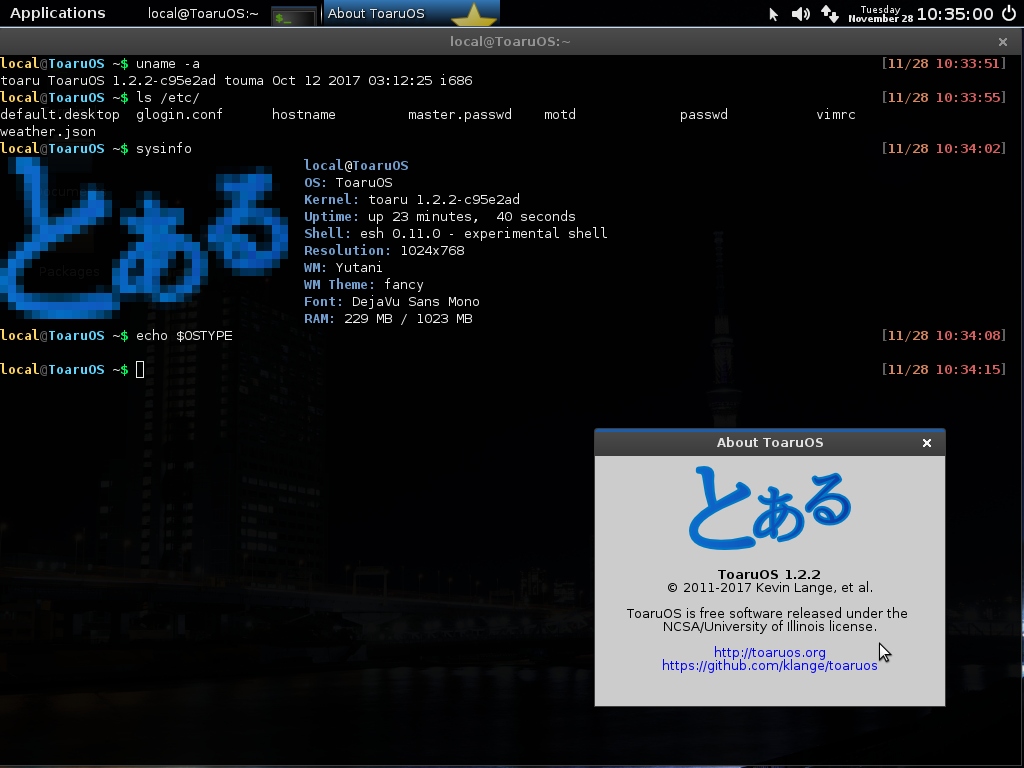 Applications local@ToaruOS:~ $_ About ToaruOS Tuesday November 28 10:35:00
local@ToaruOS:~
local@ToaruOS ~$ uname -a [11/28 10:33:51]
toaru ToaruOS 1.2.2-c95e2ad touma Oct 12 2017 03:12:25 i686
local@ToaruOS ~$ ls /etc/ [11/28 10:33:55]
default.desktop glogin.conf hostname master.passwd motd passwd vimrc
weather.json
local@ToaruOS ~$ sysinfo [11/28 10:34:02]
とある
local@ToaruOS
OS: ToaruOS
Kernel: toaru 1.2.2-c95e2ad
Uptime: up 23 minutes, 40 seconds
Shell: esh 0.11.0 - experimental shell
Resolution: 1024x768
WM: Yutani
WM Theme: fancy
Font: DejaVu Sans Mono
RAM: 229 MB / 1023 MB
Packages
local@ToaruOS ~$ echo $OSTYPE [11/28 10:34:08]
local@ToaruOS ~$ [11/28 10:34:15]
About ToaruOS
とある
ToaruOS 1.2.2
© 2011-2017 Kevin Lange, et al.
ToaruOS is free software released under the
NCSA/University of Illinois license.
http://toaruos.org
https://github.com/klange/toaruos